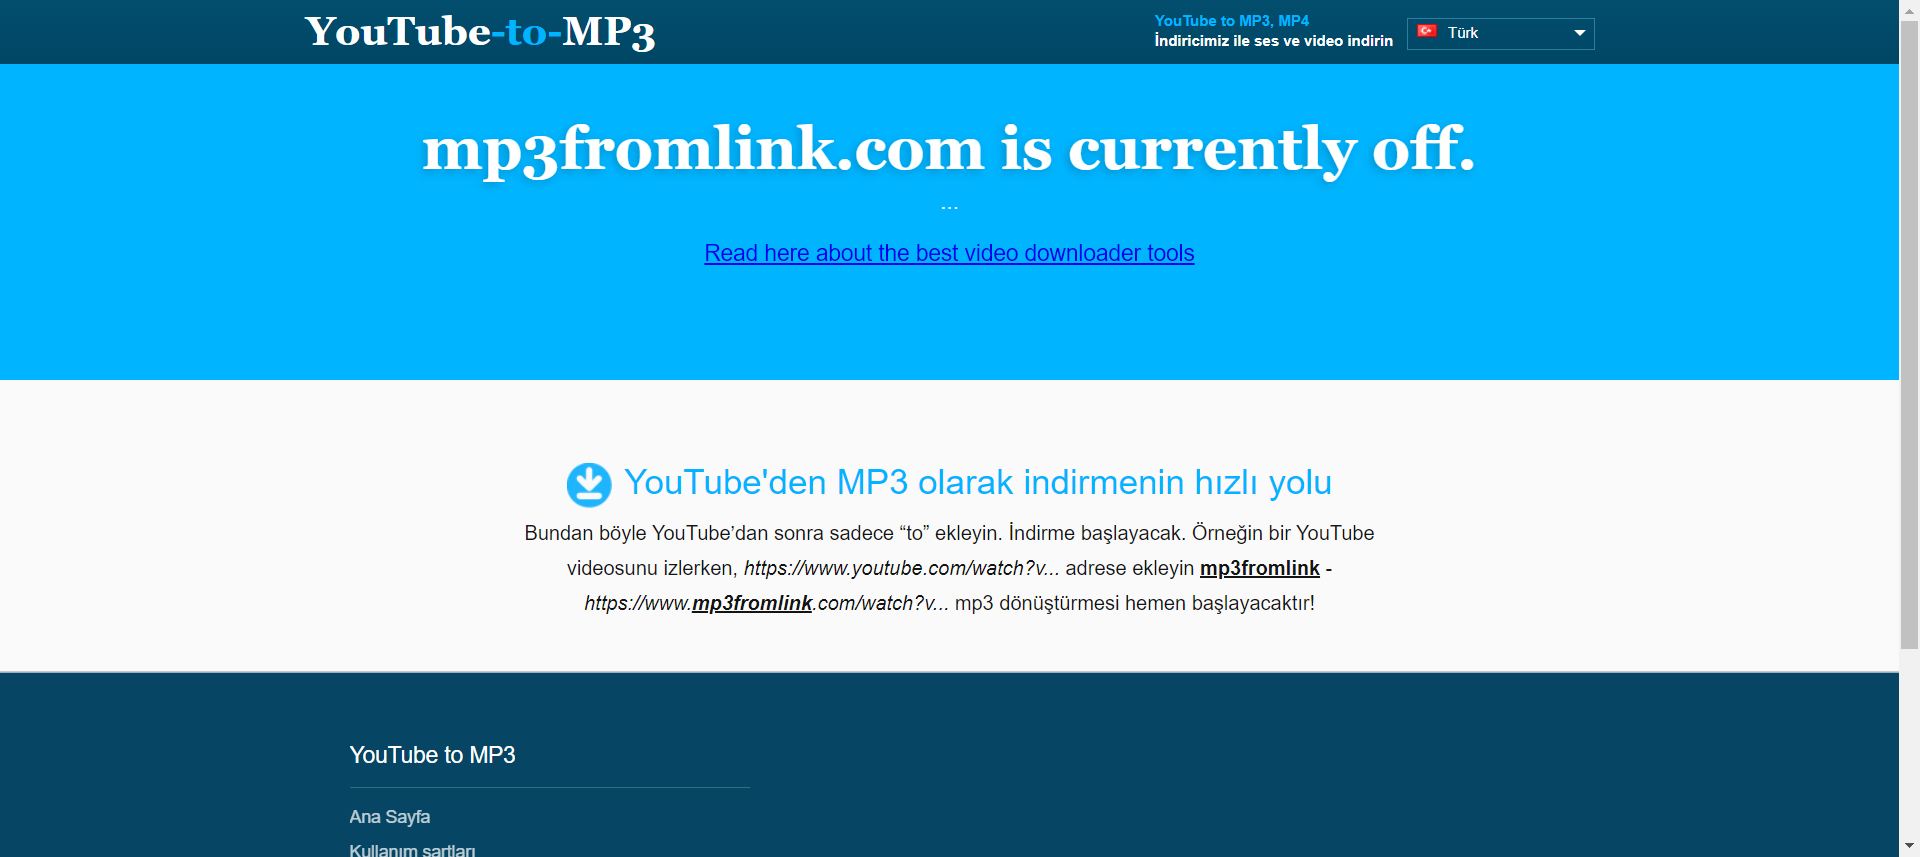 YouTube-to-MP3
YouTube to MP3, MP4
İndiricimiz ile ses ve video indirin
Türk
mp3fromlink.com is currently off.
...
Read here about the best video downloader tools
YouTube'den MP3 olarak indirmenin hızlı yolu
Bundan böyle YouTube’dan sonra sadece “to” ekleyin. İndirme başlayacak. Örneğin bir YouTube
videosunu izlerken, https://www.youtube.com/watch?v... adrese ekleyin mp3fromlink -
https://www.mp3fromlink.com/watch?v... mp3 dönüştürmesi hemen başlayacaktır!
YouTube to MP3
Ana Sayfa
Kullanım şartları